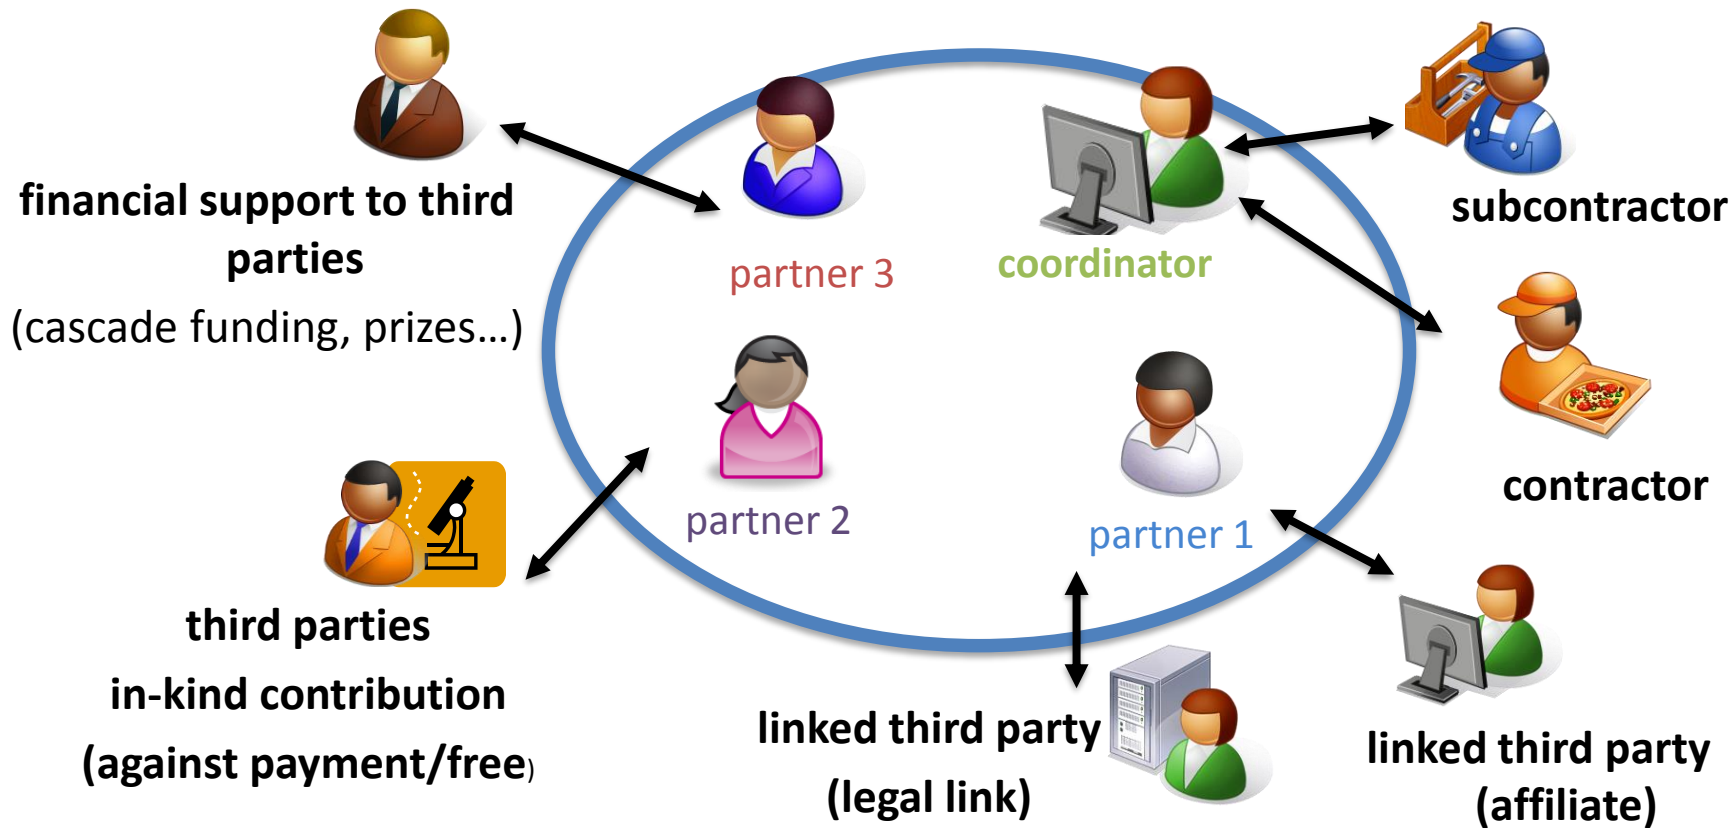 financial support to third
parties
(cascade funding, prizes...)
partner 3
coordinator
subcontractor
contractor
partner 2
partner 1
third parties
in-kind contribution
(against payment/free)
linked third party
(legal link)
linked third party
(affiliate)